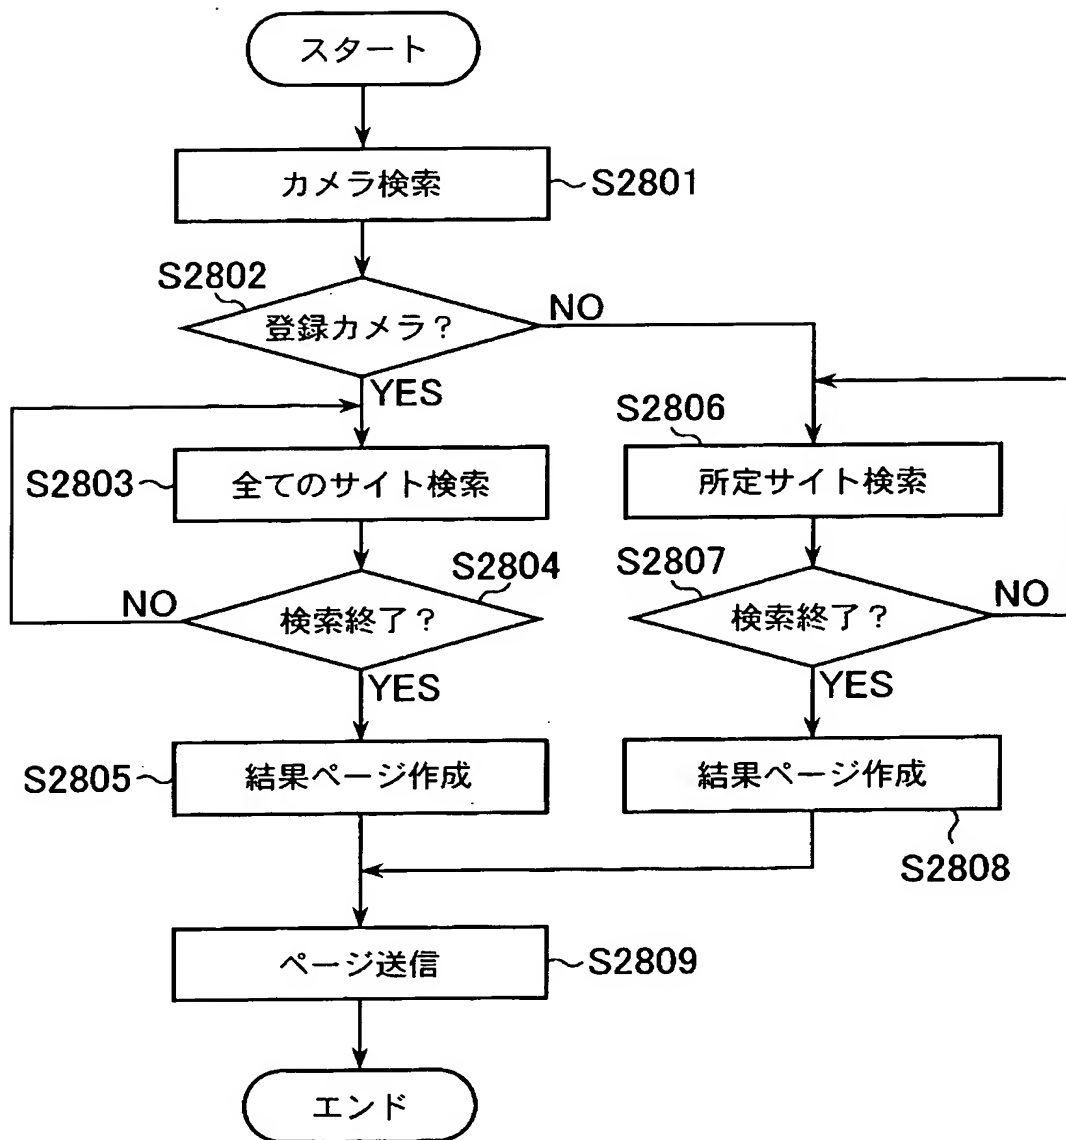 スタート
カメラ検索
S2801
S2802
登録カメラ？
NO
YES
S2806
S2803
全てのサイト検索
所定サイト検索
S2804
S2807
NO
検索終了？
検索終了？
NO
YES
YES
S2805
結果ページ作成
結果ページ作成
S2808
ページ送信
S2809
エンド